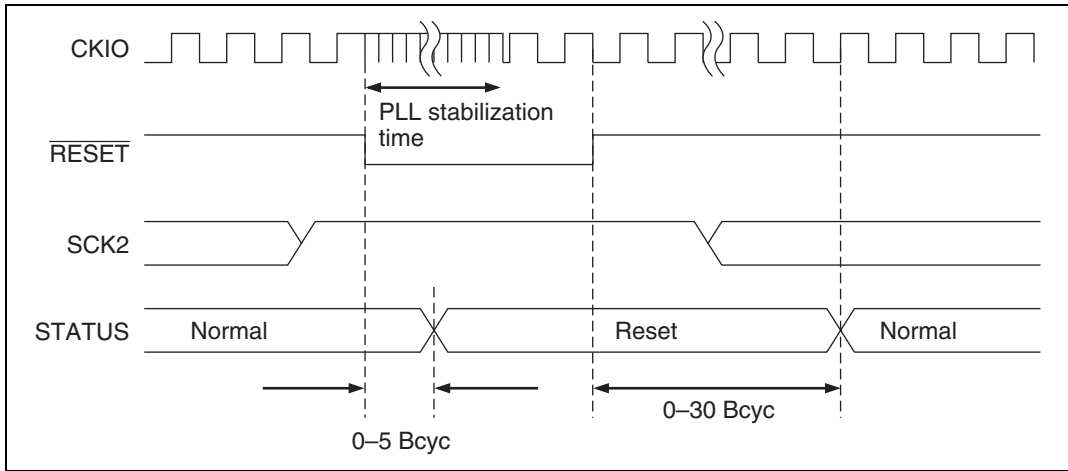 CKIO
PLL stabilization
time
RESET
SCK2
STATUS
Normal
Reset
Normal
0–5 Bcyc
0–30 Bcyc